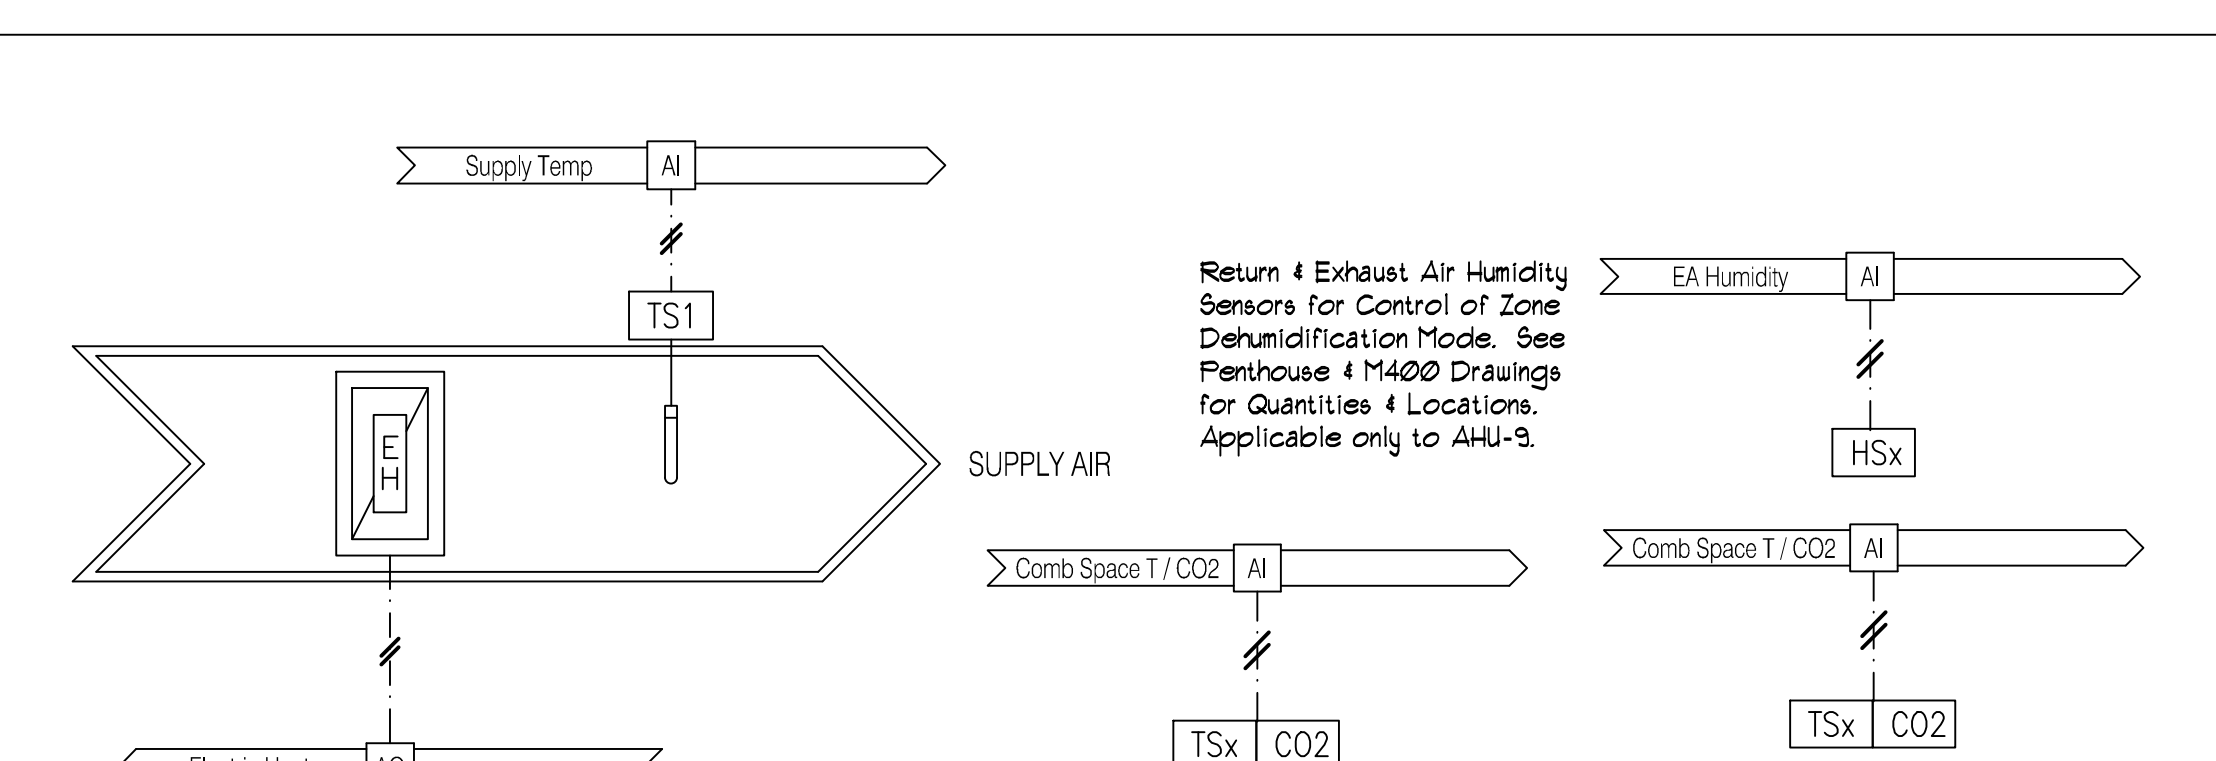 Supply Temp AI
TS1
E
H
SUPPLY AIR
Return & Exhaust Air Humidity
Sensors for Control of Zone
Dehumidification Mode. See
Penthouse & M400 Drawings
for Quantities & Locations.
Applicable only to AHU-9.
EA Humidity AI
HSx
Comb Space T / CO2 AI
TSx CO2
Comb Space T / CO2 AI
TSx CO2